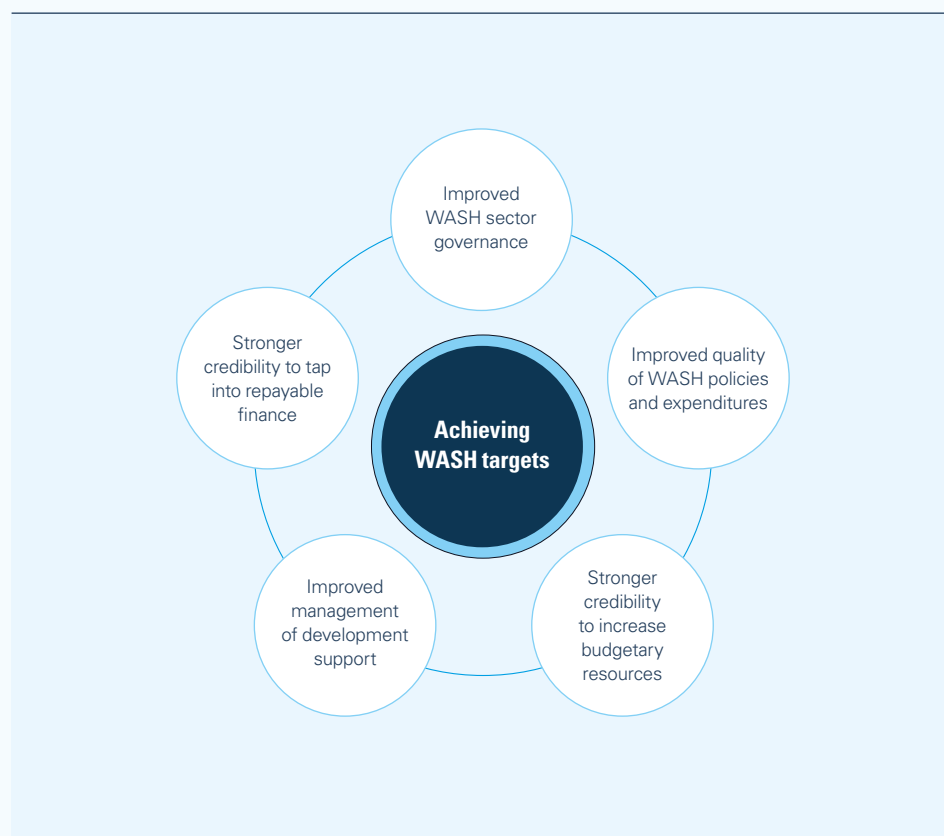 Improved
WASH sector
governance
Improved quality
of WASH policies
and expenditures
Stronger
credibility
to increase
budgetary
resources
Improved
management
of development
support
Stronger
credibility to tap
into repayable
finance
Achieving
WASH targets